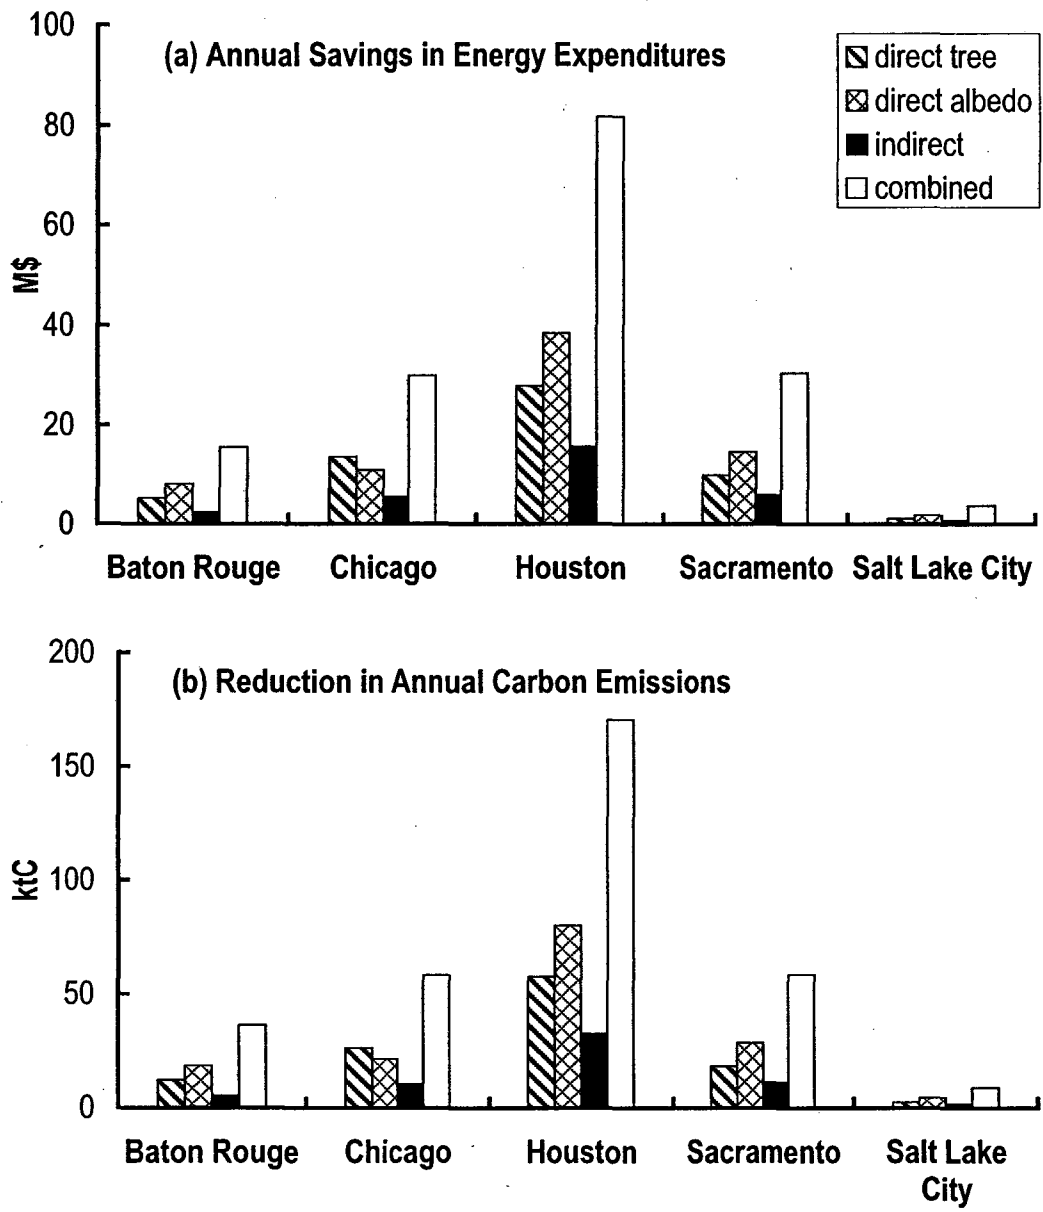 (a) Annual Savings in Energy Expenditures
direct tree
direct albedo
indirect
combined
M$
100
80
60
40
20
0
Baton Rouge Chicago Houston Sacramento Salt Lake City
(b) Reduction in Annual Carbon Emissions
ktC
200
150
100
50
0
Baton Rouge Chicago Houston Sacramento Salt Lake
City